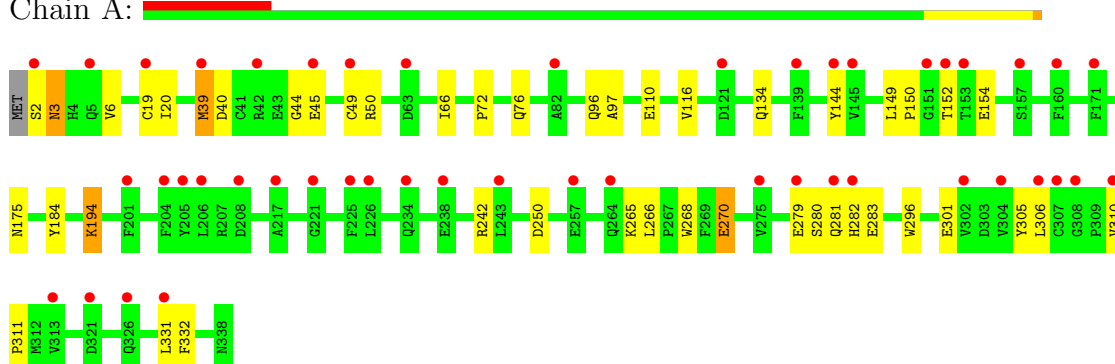 Chain A:
MET S2 N3 H4 Q5 V6 C19 I20 M39 D40 C41 R42 E43 G44 E45 C49 R50 D63 I66 P72 Q76 A82 Q96 A97 E110 V116 D121 Q134 F139 Y144 V145 L149 P150 G151 T152 T153 E154 S157 F160 F171
N175 Y184 K194 F201 F204 Y205 L206 R207 D208 A217 G221 F225 L226 Q234 E238 R242 L243 D250 E257 Q264 K265 L266 P267 W268 F269 E270 V275 E279 S280 Q281 H282 E283 W296 E301 V302 D303 V304 Y305 L306 C307 G308 P309 V310
P311 M312 V313 D321 Q326 L331 F332 N338